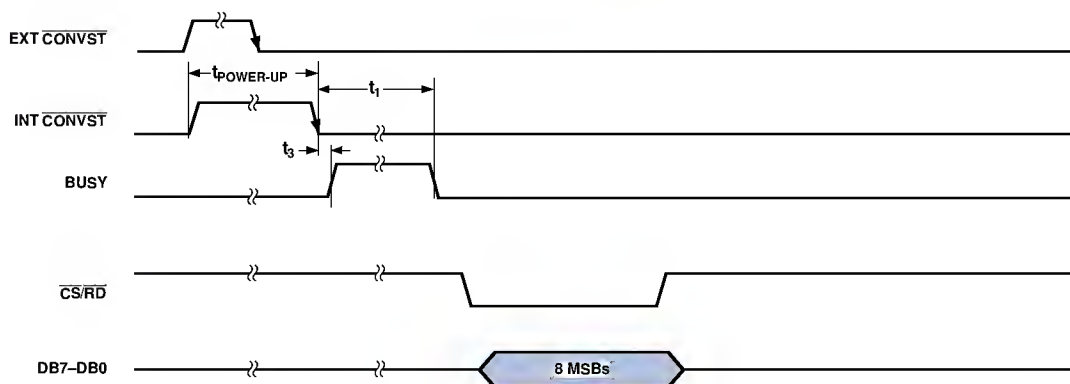 EXT CONVST
tPOWER-UP
t1
INT CONVST
t3
BUSY
CS/RD
DB7–DB0
8 MSBs